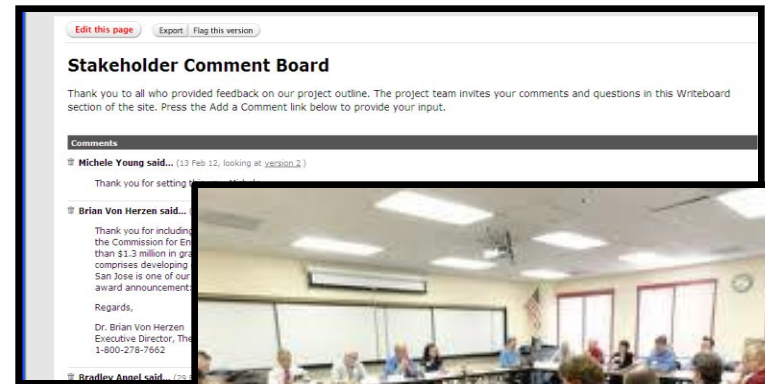 Edit this page Export Flag this version
Stakeholder Comment Board
Thank you to all who provided feedback on our project outline. The project team invites your comments and questions in this Writeboard
section of the site. Press the Add a Comment link below to provide your input.
Comments
Michele Young said... (13 Feb 12, looking at version 2)
Thank you for setting
Brian Von Herzen said...
Thank you for including
the Commission for En
than $1.3 million in gra
comprises developing
San Jose is one of our
award announcement:
Regards,
Dr. Brian Von Herzen
Executive Director, The
1-800-278-7662
Bradley Angel said... (29